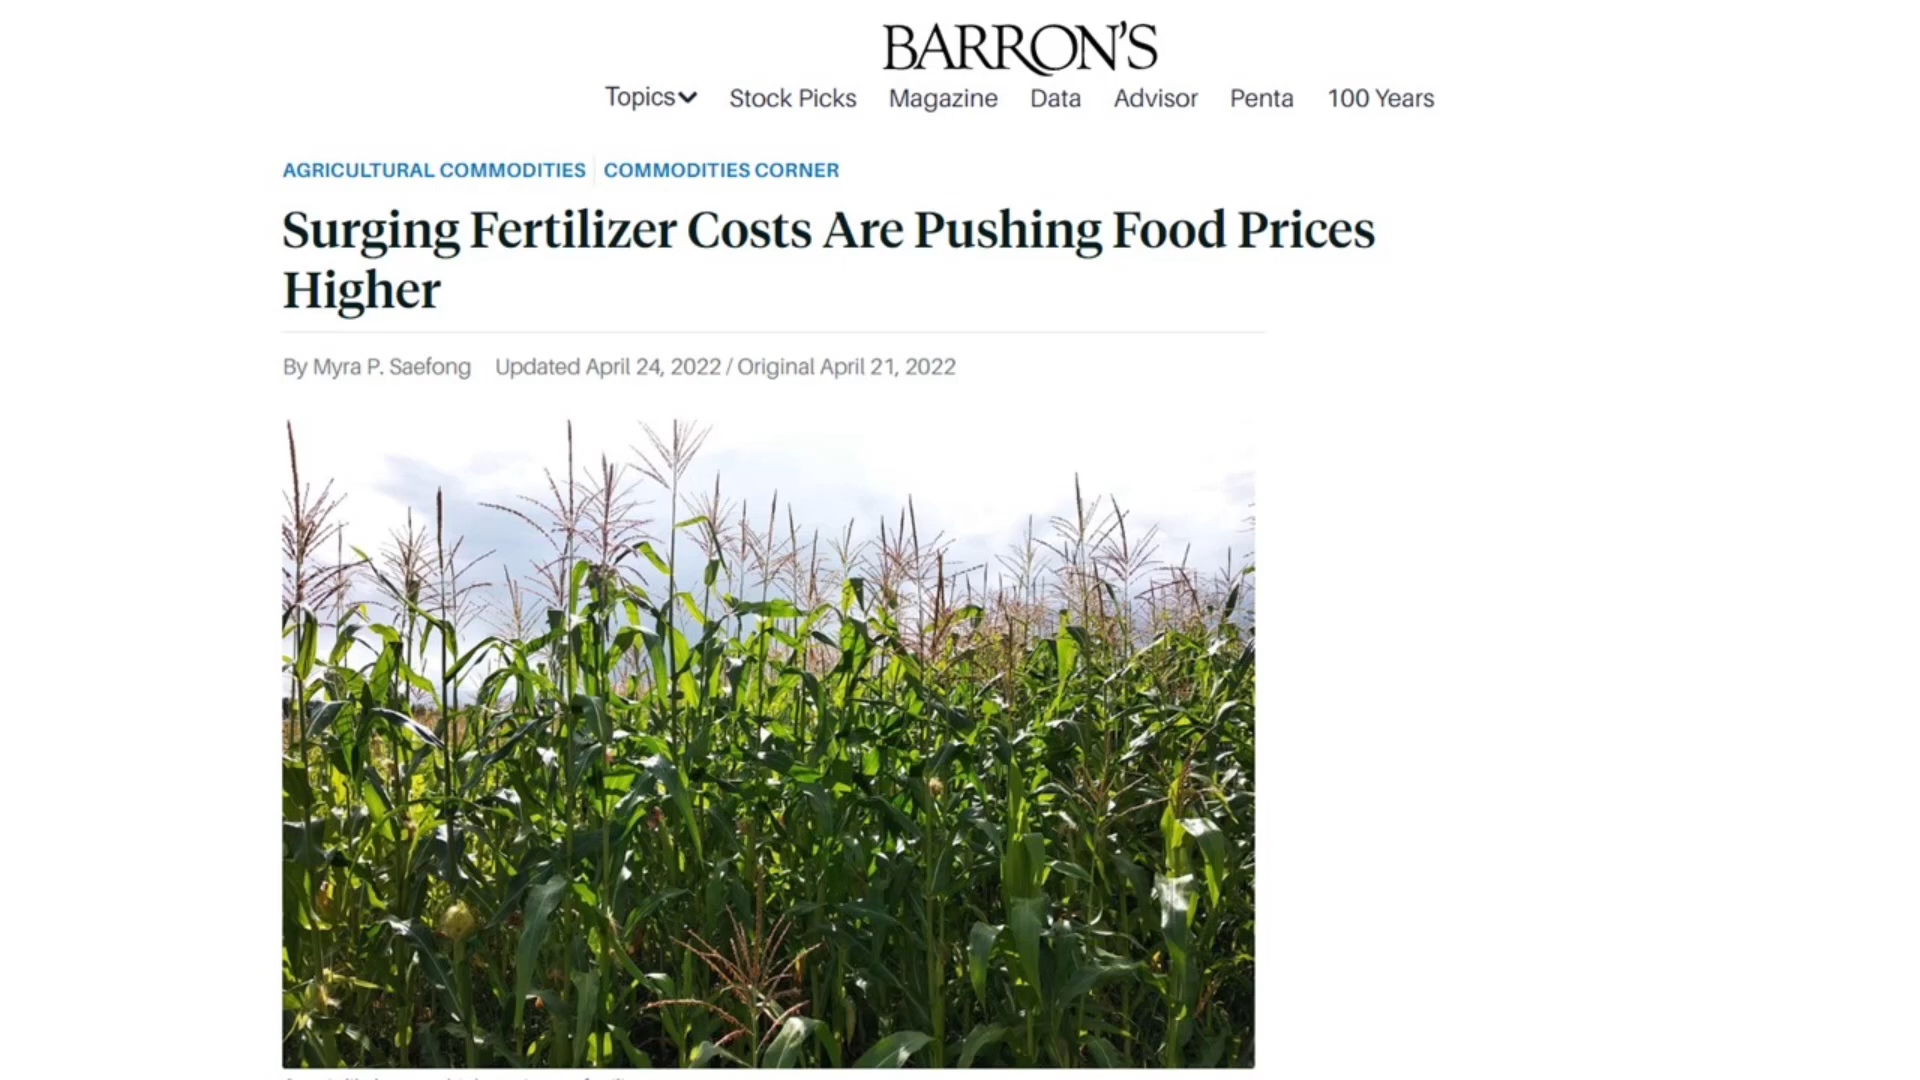 BARRON'S
Topics Stock Picks Magazine Data Advisor Penta 100 Years
AGRICULTURAL COMMODITIES COMMODITIES CORNER
Surging Fertilizer Costs Are Pushing Food Prices
Higher
By Myra P. Saefong Updated April 24, 2022 / Original April 21, 2022